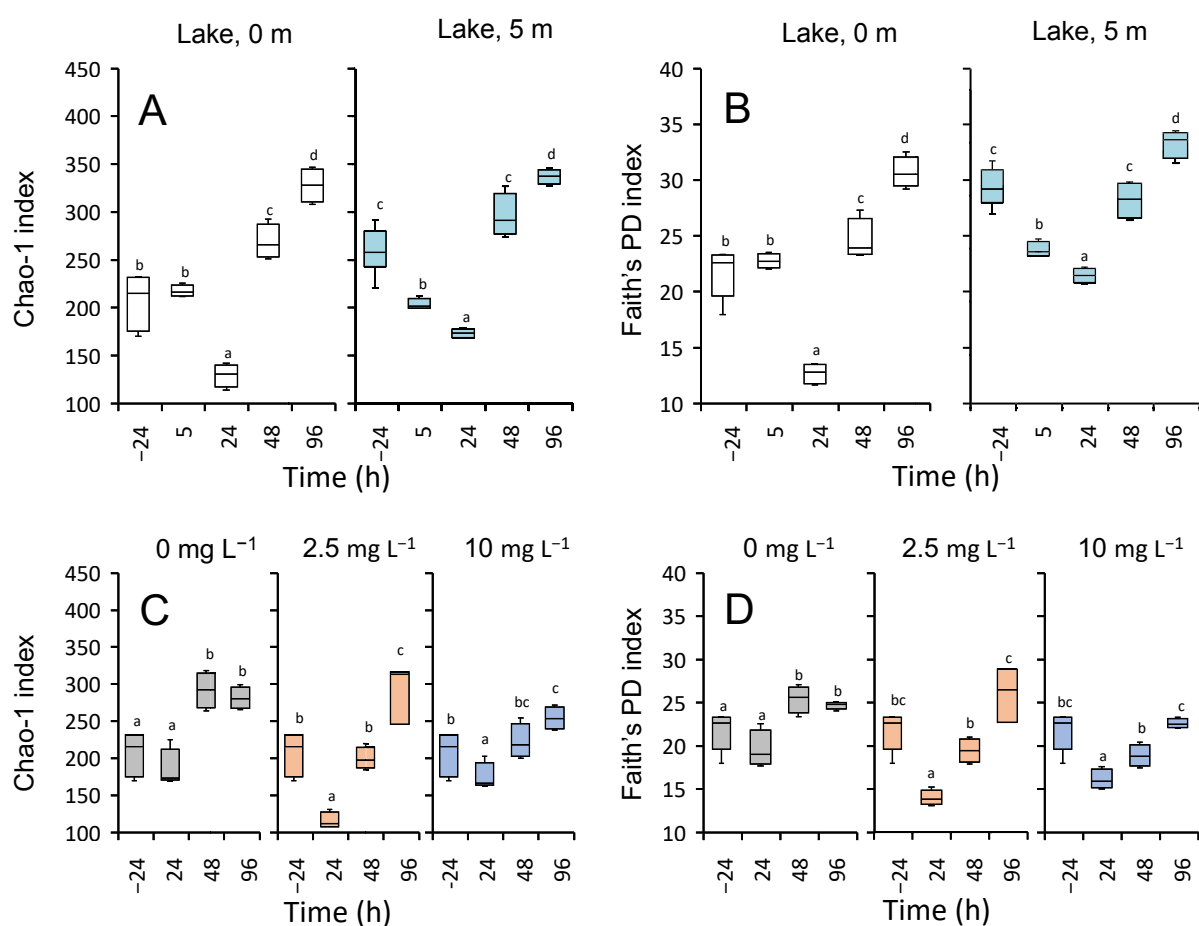 Lake, 0 m
Lake, 5 m
Lake, 0 m
Lake, 5 m
A
Chao-1 index
450
400
350
300
250
200
150
100
b
b
a
c
d
c
b
a
c
d
−24
5
24
48
96
−24
5
24
48
96
Time (h)
B
Faith's PD index
40
35
30
25
20
15
10
b
b
a
c
d
c
b
a
c
d
−24
5
24
48
96
−24
5
24
48
96
Time (h)
0 mg L−1
2.5 mg L−1
10 mg L−1
0 mg L−1
2.5 mg L−1
10 mg L−1
C
Chao-1 index
450
400
350
300
250
200
150
100
a
a
b
b
b
a
b
c
b
a
bc
c
−24
24
48
96
−24
24
48
96
−24
24
48
96
Time (h)
D
Faith's PD index
40
35
30
25
20
15
10
a
a
b
b
bc
a
b
c
bc
a
b
c
−24
24
48
96
−24
24
48
96
−24
24
48
96
Time (h)